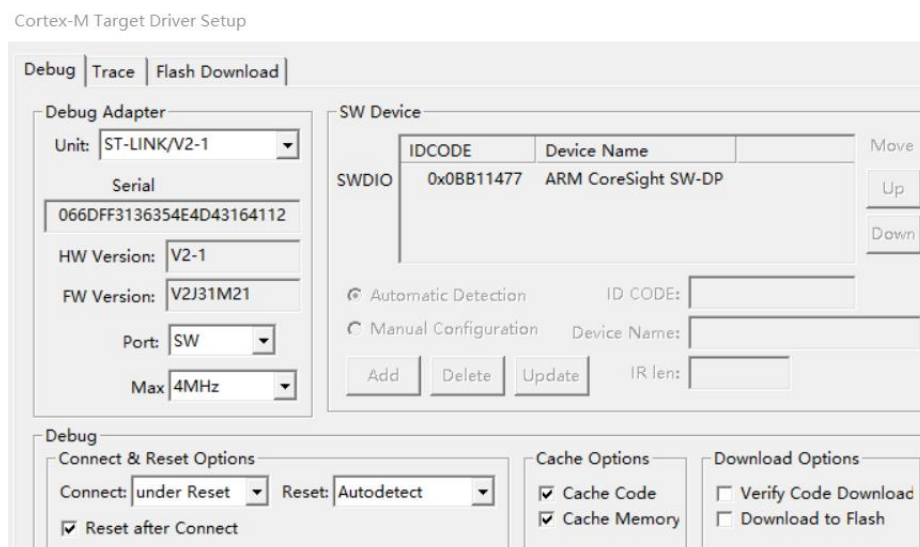 Cortex-M Target Driver Setup
Debug Trace Flash Download
Debug Adapter
Unit: ST-LINK/V2-1
Serial
066DFF3136354E4D43164112
HW Version: V2-1
FW Version: V2J31M21
Port: SW
Max 4MHz
SW Device
IDCODE Device Name
SWDIO 0x0BB11477 ARM CoreSight SW-DP
Move
Up
Down
Automatic Detection ID CODE:
Manual Configuration Device Name:
Add Delete Update IR len:
Debug
Connect & Reset Options
Connect: under Reset Reset: Autodetect
Reset after Connect
Cache Options
Cache Code
Cache Memory
Download Options
Verify Code Download
Download to Flash